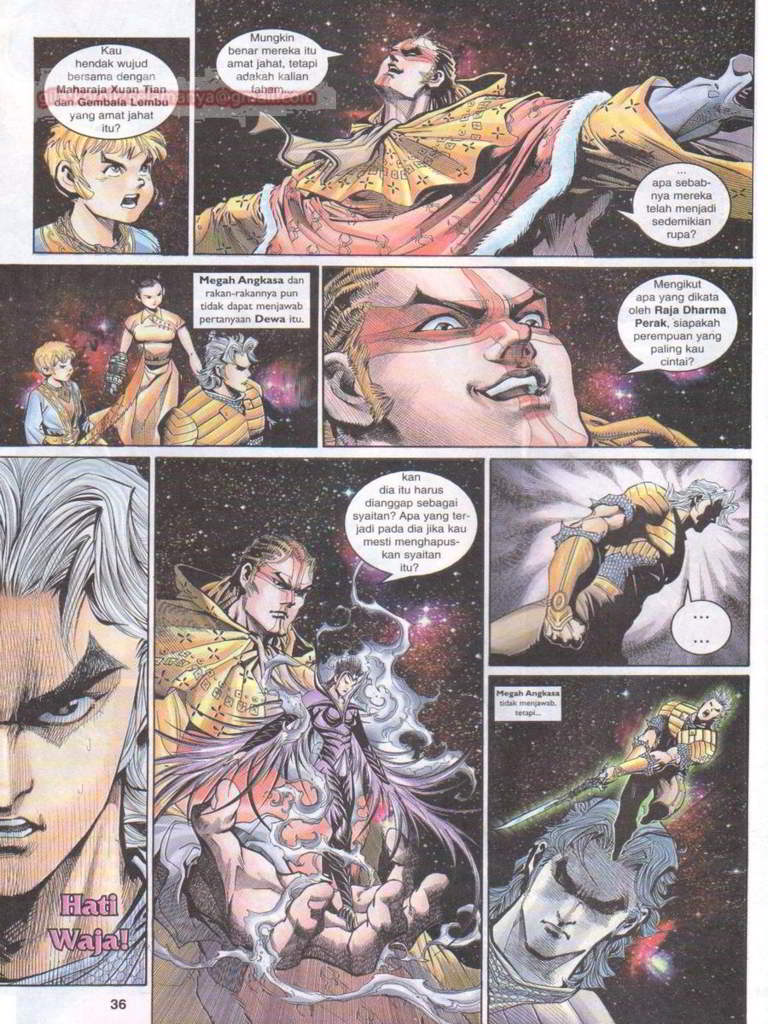 Kau
hendak wujud
bersama dengan
Maharaja Xuan Tian
dan Gembala Lembu
yang amat jahat
itu?
Mungkin
benar mereka itu
amat jahat, tetapi
adakah kalian
faham...
...
apa sebab-
nya mereka
telah menjadi
sedemikian
rupa?
Megah Angkasa dan
rakan-rakannya pun
tidak dapat menjawab
pertanyaan Dewa itu.
Mengikut
apa yang dikata
oleh Raja Dharma
Perak, siapakah
perempuan yang
paling kau
cintai?
Hati
Waja!
kan
dia itu harus
dianggap sebagai
syaitan? Apa yang ter-
jadi pada dia jika kau
mesti menghapus-
kan syaitan
itu?
...
...
Megah Angkasa
tidak menjawab,
tetapi...
36